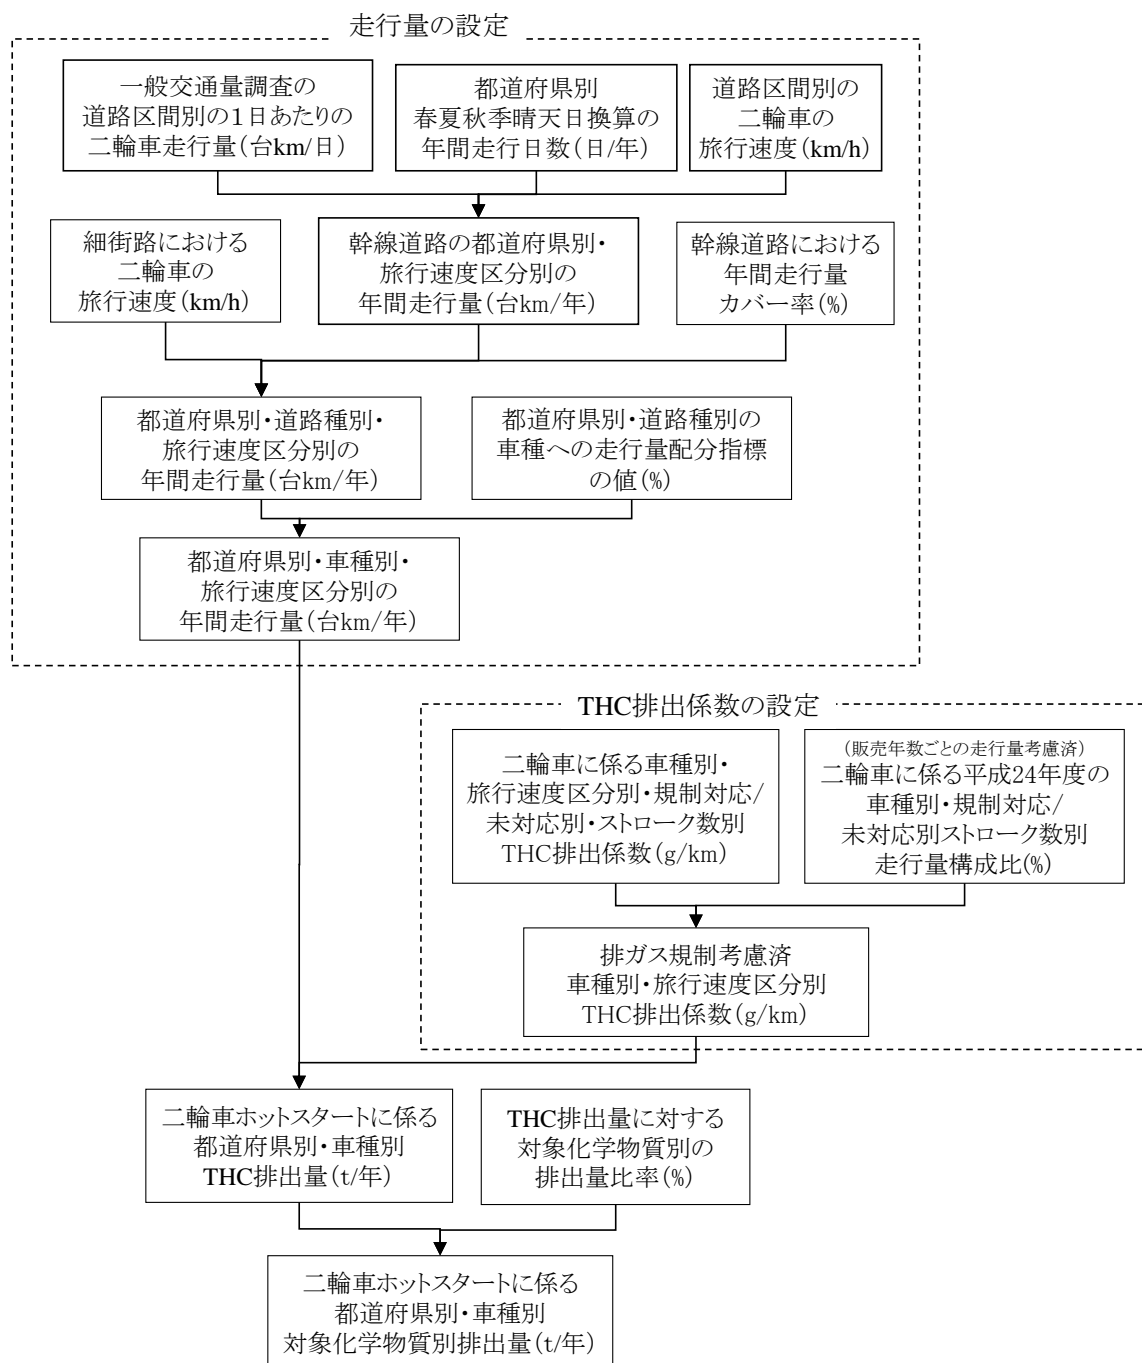 走行量の設定
一般交通量調査の
道路区間別の１日あたりの
二輪車走行量(台km/日)
都道府県別
春夏秋季晴天日換算の
年間走行日数(日/年)
道路区間別の
二輪車の
旅行速度(km/h)
細街路における
二輪車の
旅行速度(km/h)
幹線道路の都道府県別・
旅行速度区分別の
年間走行量(台km/年)
幹線道路における
年間走行量
カバー率(%)
都道府県別・道路種別・
旅行速度区分別の
年間走行量(台km/年)
都道府県別・道路種別の
車種への走行量配分指標
の値(%)
都道府県別・車種別・
旅行速度区分別の
年間走行量(台km/年)
THC排出係数の設定
二輪車に係る車種別・
旅行速度区分別・規制対応/
未対応別・ストローク数別
THC排出係数(g/km)
(販売年数ごとの走行量考慮済)
二輪車に係る平成24年度の
車種別・規制対応/
未対応別ストローク数別
走行量構成比(%)
排ガス規制考慮済
車種別・旅行速度区分別
THC排出係数(g/km)
二輪車ホットスタートに係る
都道府県別・車種別
THC排出量(t/年)
THC排出量に対する
対象化学物質別の
排出量比率(%)
二輪車ホットスタートに係る
都道府県別・車種別
対象化学物質別排出量(t/年)